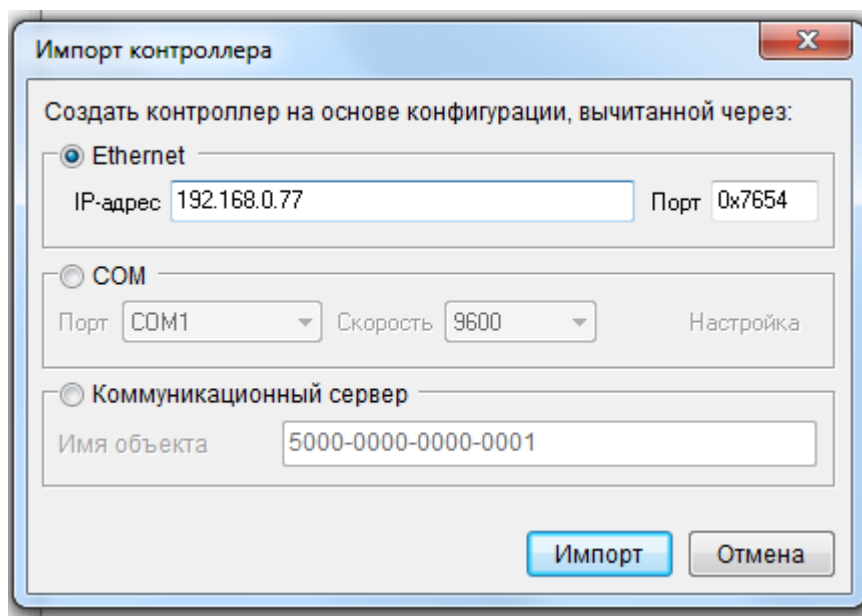 Импорт контроллера
Создать контроллер на основе конфигурации, вычитанной через:
Ethernet
IP-адрес 192.168.0.77 Порт 0x7654
COM
Порт COM1 Скорость 9600 Настройка
Коммуникационный сервер
Имя объекта 5000-0000-0000-0001
Импорт Отмена